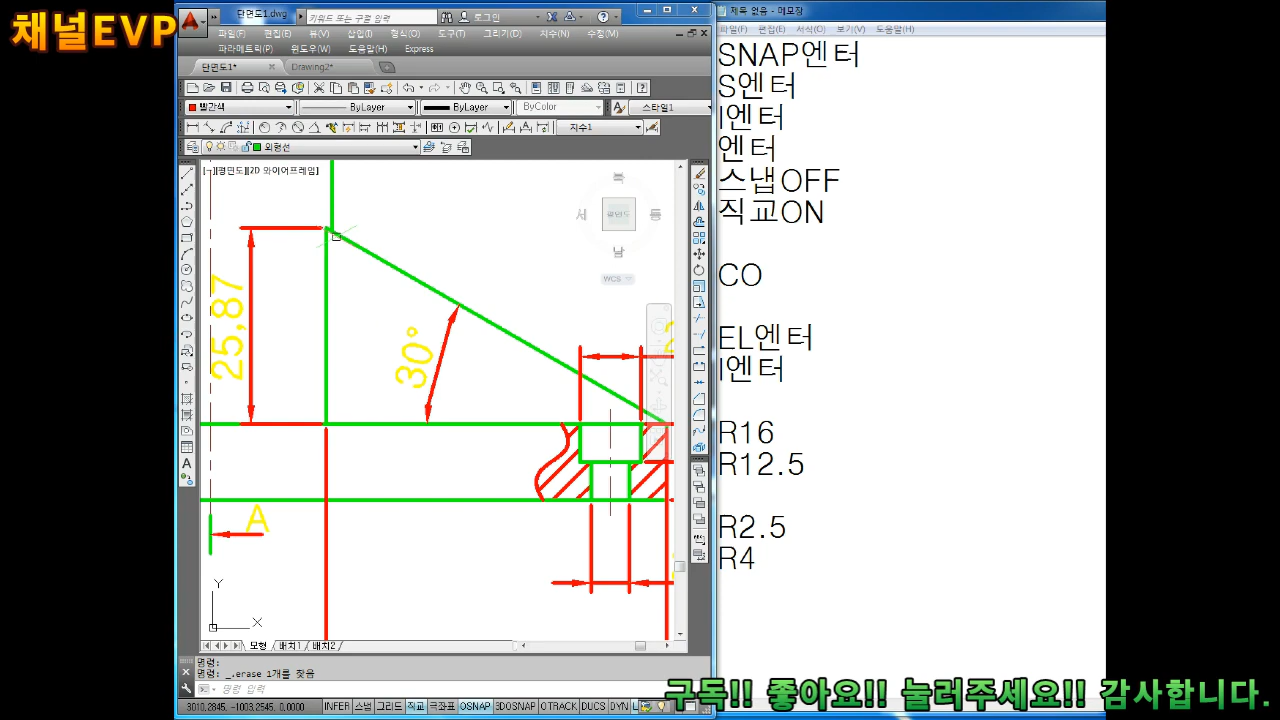 채널EVP
단면도1.dwg
키워드 또는 구절 입력
로그인
제목 없음 - 메모장
파일(F) 편집(E) 뷰(V) 삽입(I) 형식(O) 도구(T) 그리기(D) 치수(N) 수정(M)
파라메트릭(P) 윈도우(W) 도움말(H) Express
파일(F) 편집(E) 서식(O) 보기(V) 도움말(H)
단면도1*
Drawing2*
빨간색
ByLayer
ByLayer
ByColor
스타일1
치수1
외형선
[-][평면도][2D 와이어프레임]
북
서
평면도
동
남
WCS
25,87
30°
A
Y
X
SNAP엔터
S엔터
I엔터
엔터
스냅OFF
직교ON
CO
EL엔터
I엔터
R16
R12.5
R2.5
R4
모형 배치1 배치2
명령:
명령: _.erase 1개를 찾음
명령 입력
INFER 스냅 그리드 직교 OSNAP 3DOSNAP OTRACK DUCS DYN
구독!! 좋아요!! 눌러주세요!! 감사합니다.